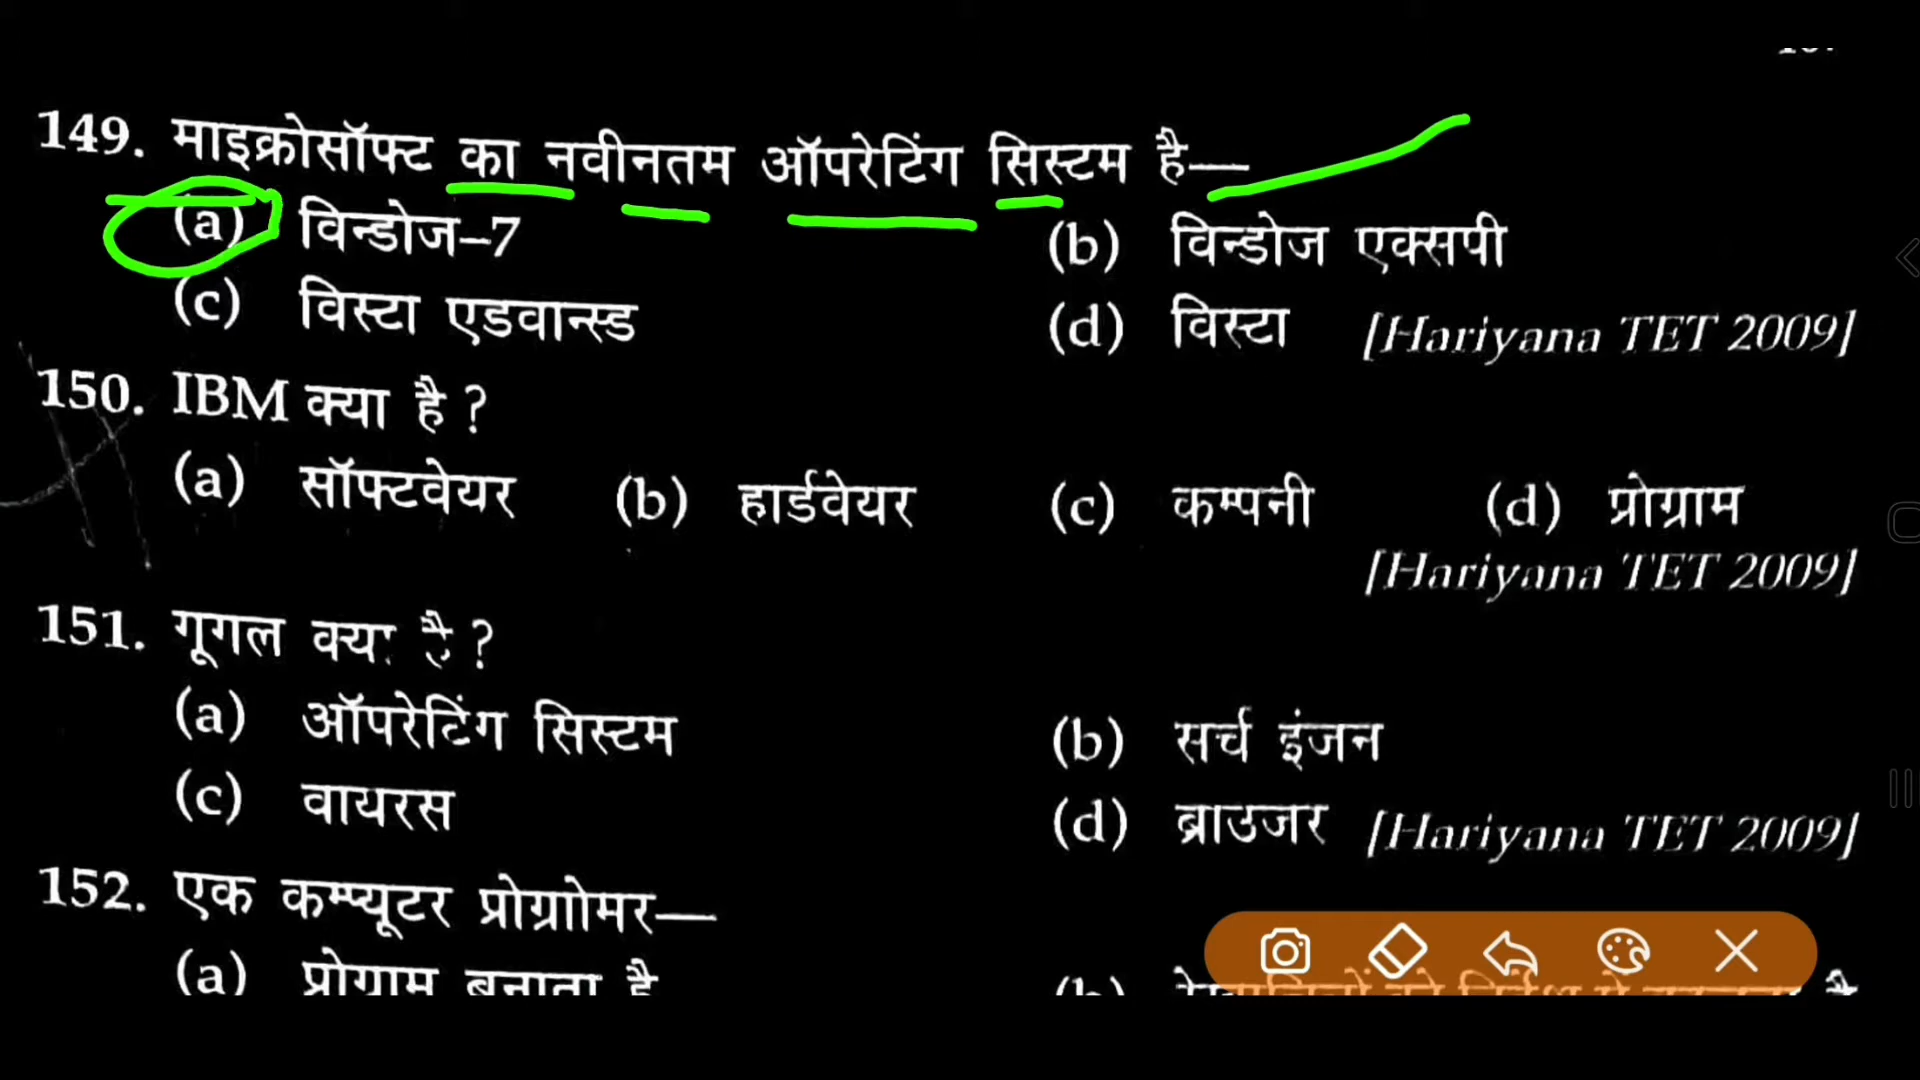 149. माइक्रोसॉफ्ट का नवीनतम ऑपरेटिंग सिस्टम है—
(a) विन्डोज–7 (b) विन्डोज एक्सपी
(c) विस्टा एडवान्स्ड (d) विस्टा [Hariyana TET 2009]
150. IBM क्या है ?
(a) सॉफ्टवेयर (b) हार्डवेयर (c) कम्पनी (d) प्रोग्राम
[Hariyana TET 2009]
151. गूगल क्या है ?
(a) ऑपरेटिंग सिस्टम (b) सर्च इंजन
(c) वायरस (d) ब्राउजर [Hariyana TET 2009]
152. एक कम्प्यूटर प्रोग्राोमर—
(a) प्रोग्राम बनाता है (b)